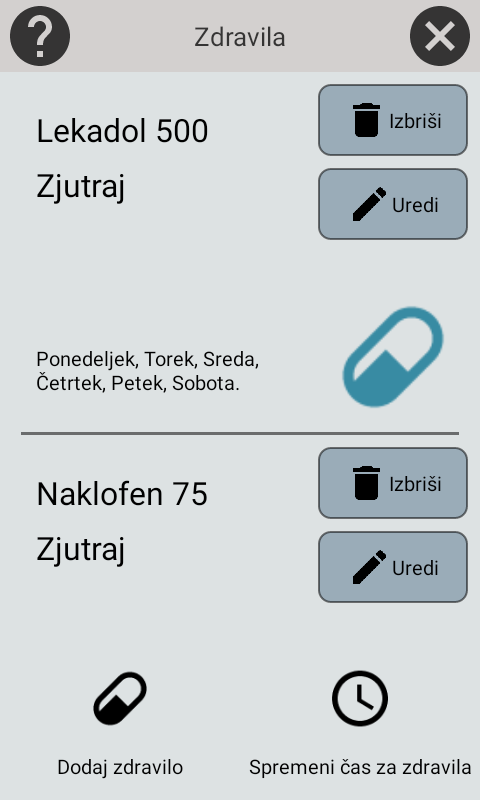 Zdravila
Lekadol 500
Izbriši
Zjutraj
Uredi
Ponedeljek, Torek, Sreda,
Četrtek, Petek, Sobota.
Naklofen 75
Izbriši
Zjutraj
Uredi
Dodaj zdravilo
Spremeni čas za zdravila